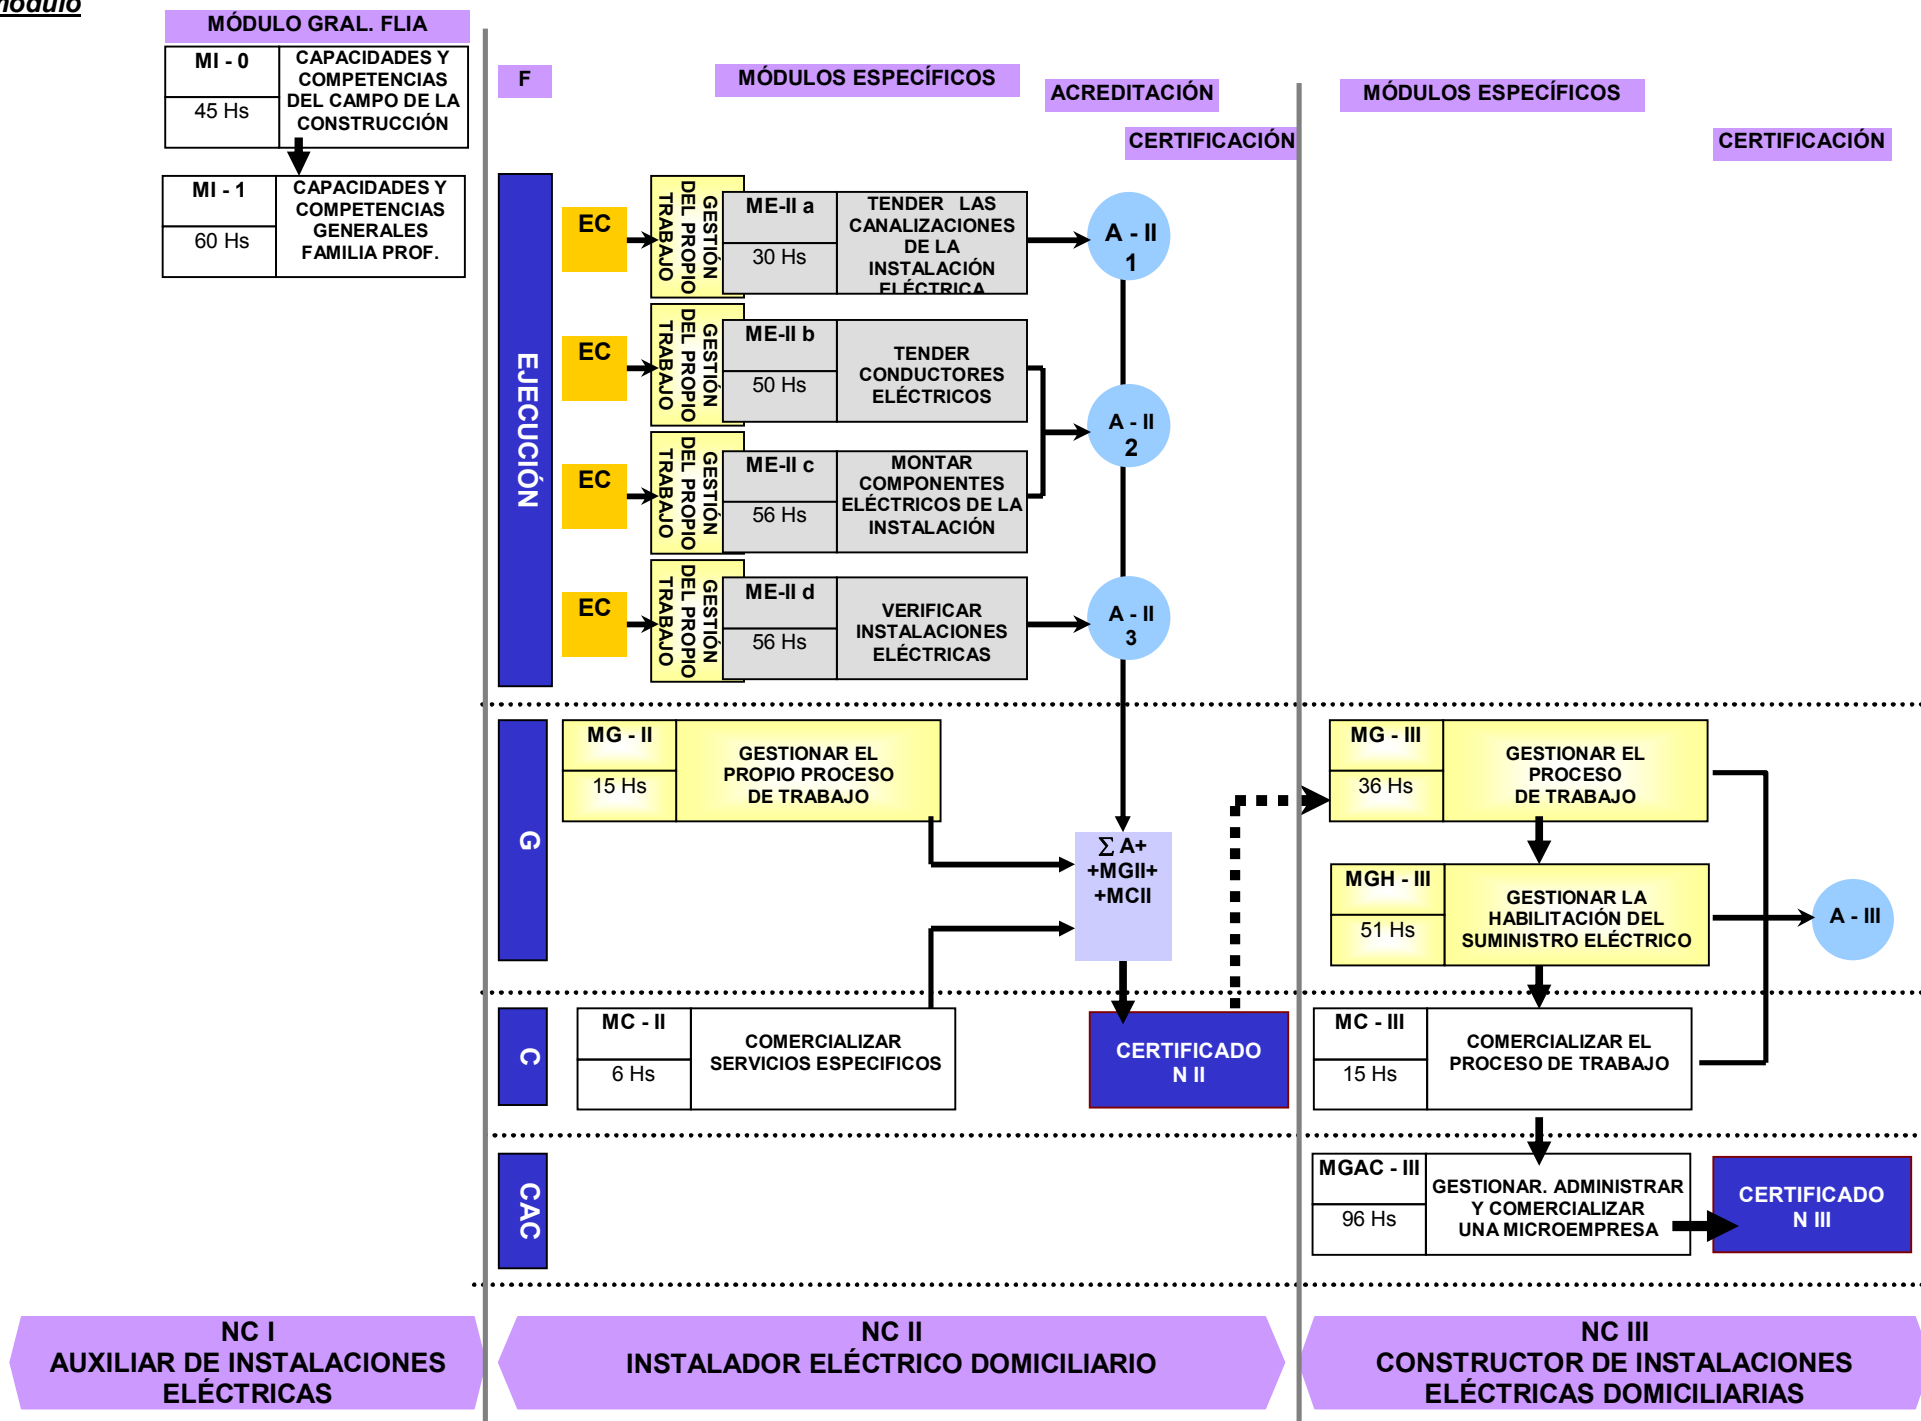 módulo
MÓDULO GRAL. FLIA
MI - 0
45 Hs
CAPACIDADES Y
COMPETENCIAS
DEL CAMPO DE LA
CONSTRUCCIÓN
MI - 1
60 Hs
CAPACIDADES Y
COMPETENCIAS
GENERALES
FAMILIA PROF.
F
MÓDULOS ESPECÍFICOS
ACREDITACIÓN
CERTIFICACIÓN
MÓDULOS ESPECÍFICOS
CERTIFICACIÓN
EJECUCIÓN
EC
GESTIÓN
DEL PROPIO
TRABAJO
ME-II a
30 Hs
TENDER LAS
CANALIZACIONES
DE LA
INSTALACIÓN
ELÉCTRICA
A - II
1
EC
GESTIÓN
DEL PROPIO
TRABAJO
ME-II b
50 Hs
TENDER
CONDUCTORES
ELÉCTRICOS
A - II
2
EC
GESTIÓN
DEL PROPIO
TRABAJO
ME-II c
56 Hs
MONTAR
COMPONENTES
ELÉCTRICOS DE LA
INSTALACIÓN
EC
GESTIÓN
DEL PROPIO
TRABAJO
ME-II d
56 Hs
VERIFICAR
INSTALACIONES
ELÉCTRICAS
A - II
3
G
MG - II
15 Hs
GESTIONAR EL
PROPIO PROCESO
DE TRABAJO
Σ A+
+MGII+
+MCII
MG - III
36 Hs
GESTIONAR EL
PROCESO
DE TRABAJO
MGH - III
51 Hs
GESTIONAR LA
HABILITACIÓN DEL
SUMINISTRO ELÉCTRICO
A - III
C
MC - II
6 Hs
COMERCIALIZAR
SERVICIOS ESPECIFICOS
CERTIFICADO
N II
MC - III
15 Hs
COMERCIALIZAR EL
PROCESO DE TRABAJO
CAC
MGAC - III
96 Hs
GESTIONAR. ADMINISTRAR
Y COMERCIALIZAR
UNA MICROEMPRESA
CERTIFICADO
N III
NC I
AUXILIAR DE INSTALACIONES
ELÉCTRICAS
NC II
INSTALADOR ELÉCTRICO DOMICILIARIO
NC III
CONSTRUCTOR DE INSTALACIONES
ELÉCTRICAS DOMICILIARIAS